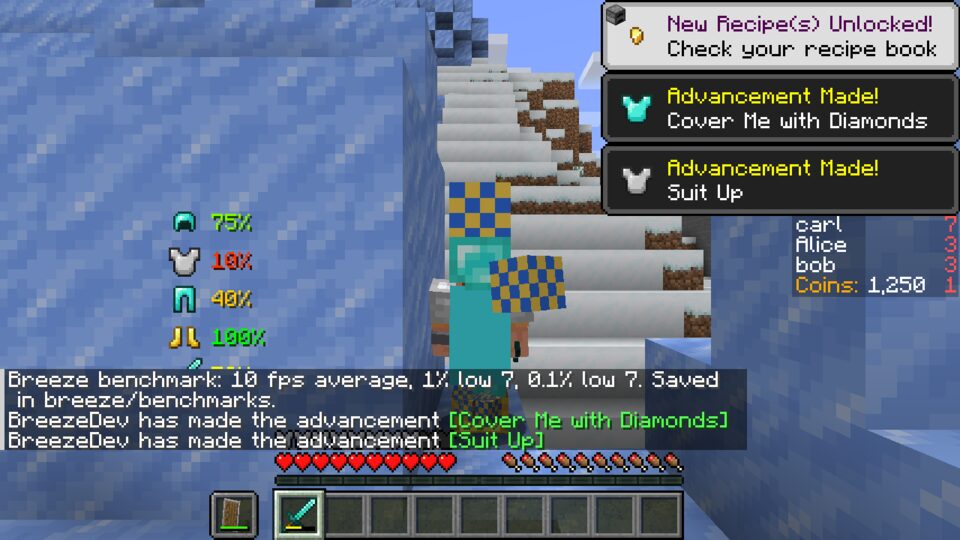 New Recipe(s) Unlocked!
Check your recipe book
Advancement Made!
Cover Me with Diamonds
Advancement Made!
Suit Up
carl 7
Alice 3
bob 3
Coins: 1,250 1
75%
10%
40%
100%
Breeze benchmark: 10 fps average, 1% low 7, 0.1% low 7. Saved
in breeze/benchmarks.
BreezeDev has made the advancement [Cover Me with Diamonds]
BreezeDev has made the advancement [Suit Up]